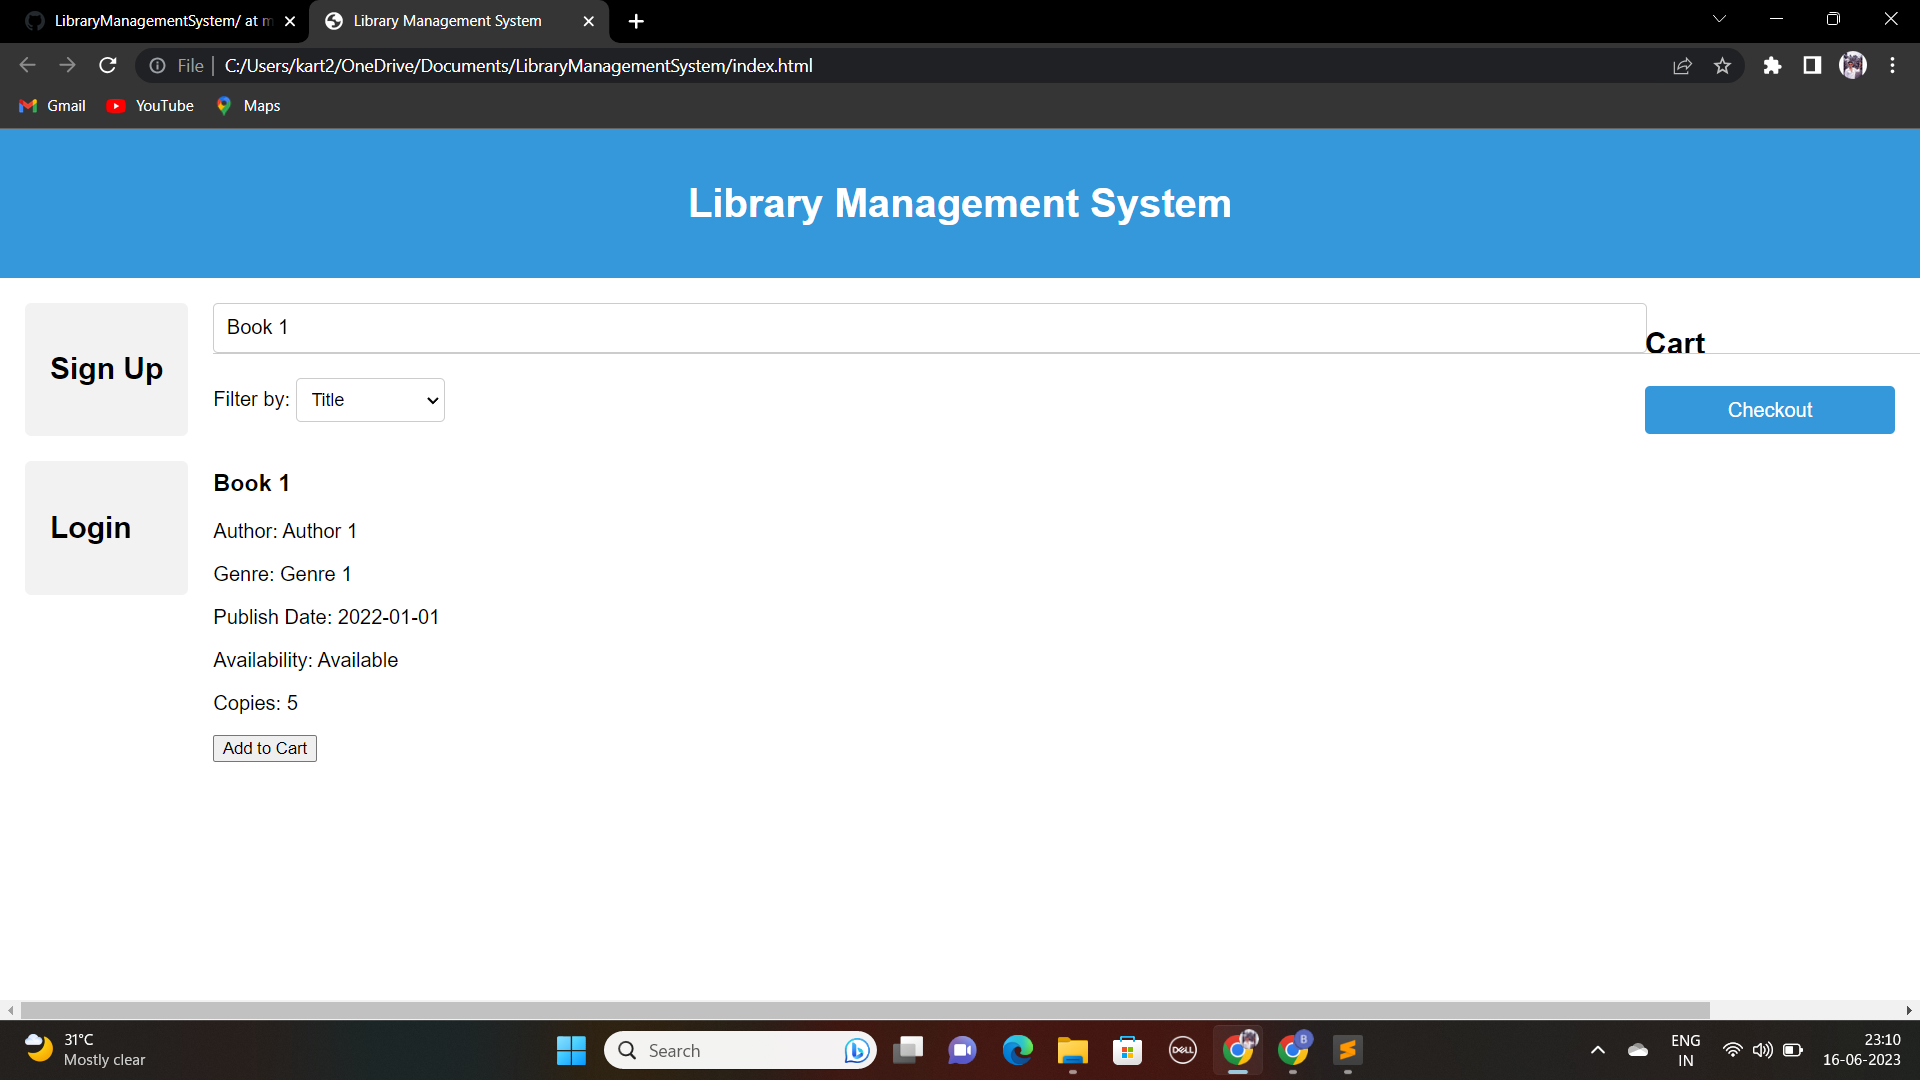 LibraryManagementSystem/ at m
Library Management System
File
C:/Users/kart2/OneDrive/Documents/LibraryManagementSystem/index.html
Gmail
YouTube
Maps
Library Management System
Sign Up
Login
Book 1
Filter by: Title
Cart
Checkout
Book 1
Author: Author 1
Genre: Genre 1
Publish Date: 2022-01-01
Availability: Available
Copies: 5
Add to Cart
31°C
Mostly clear
Search
DELL
B
ENG
IN
23:10
16-06-2023